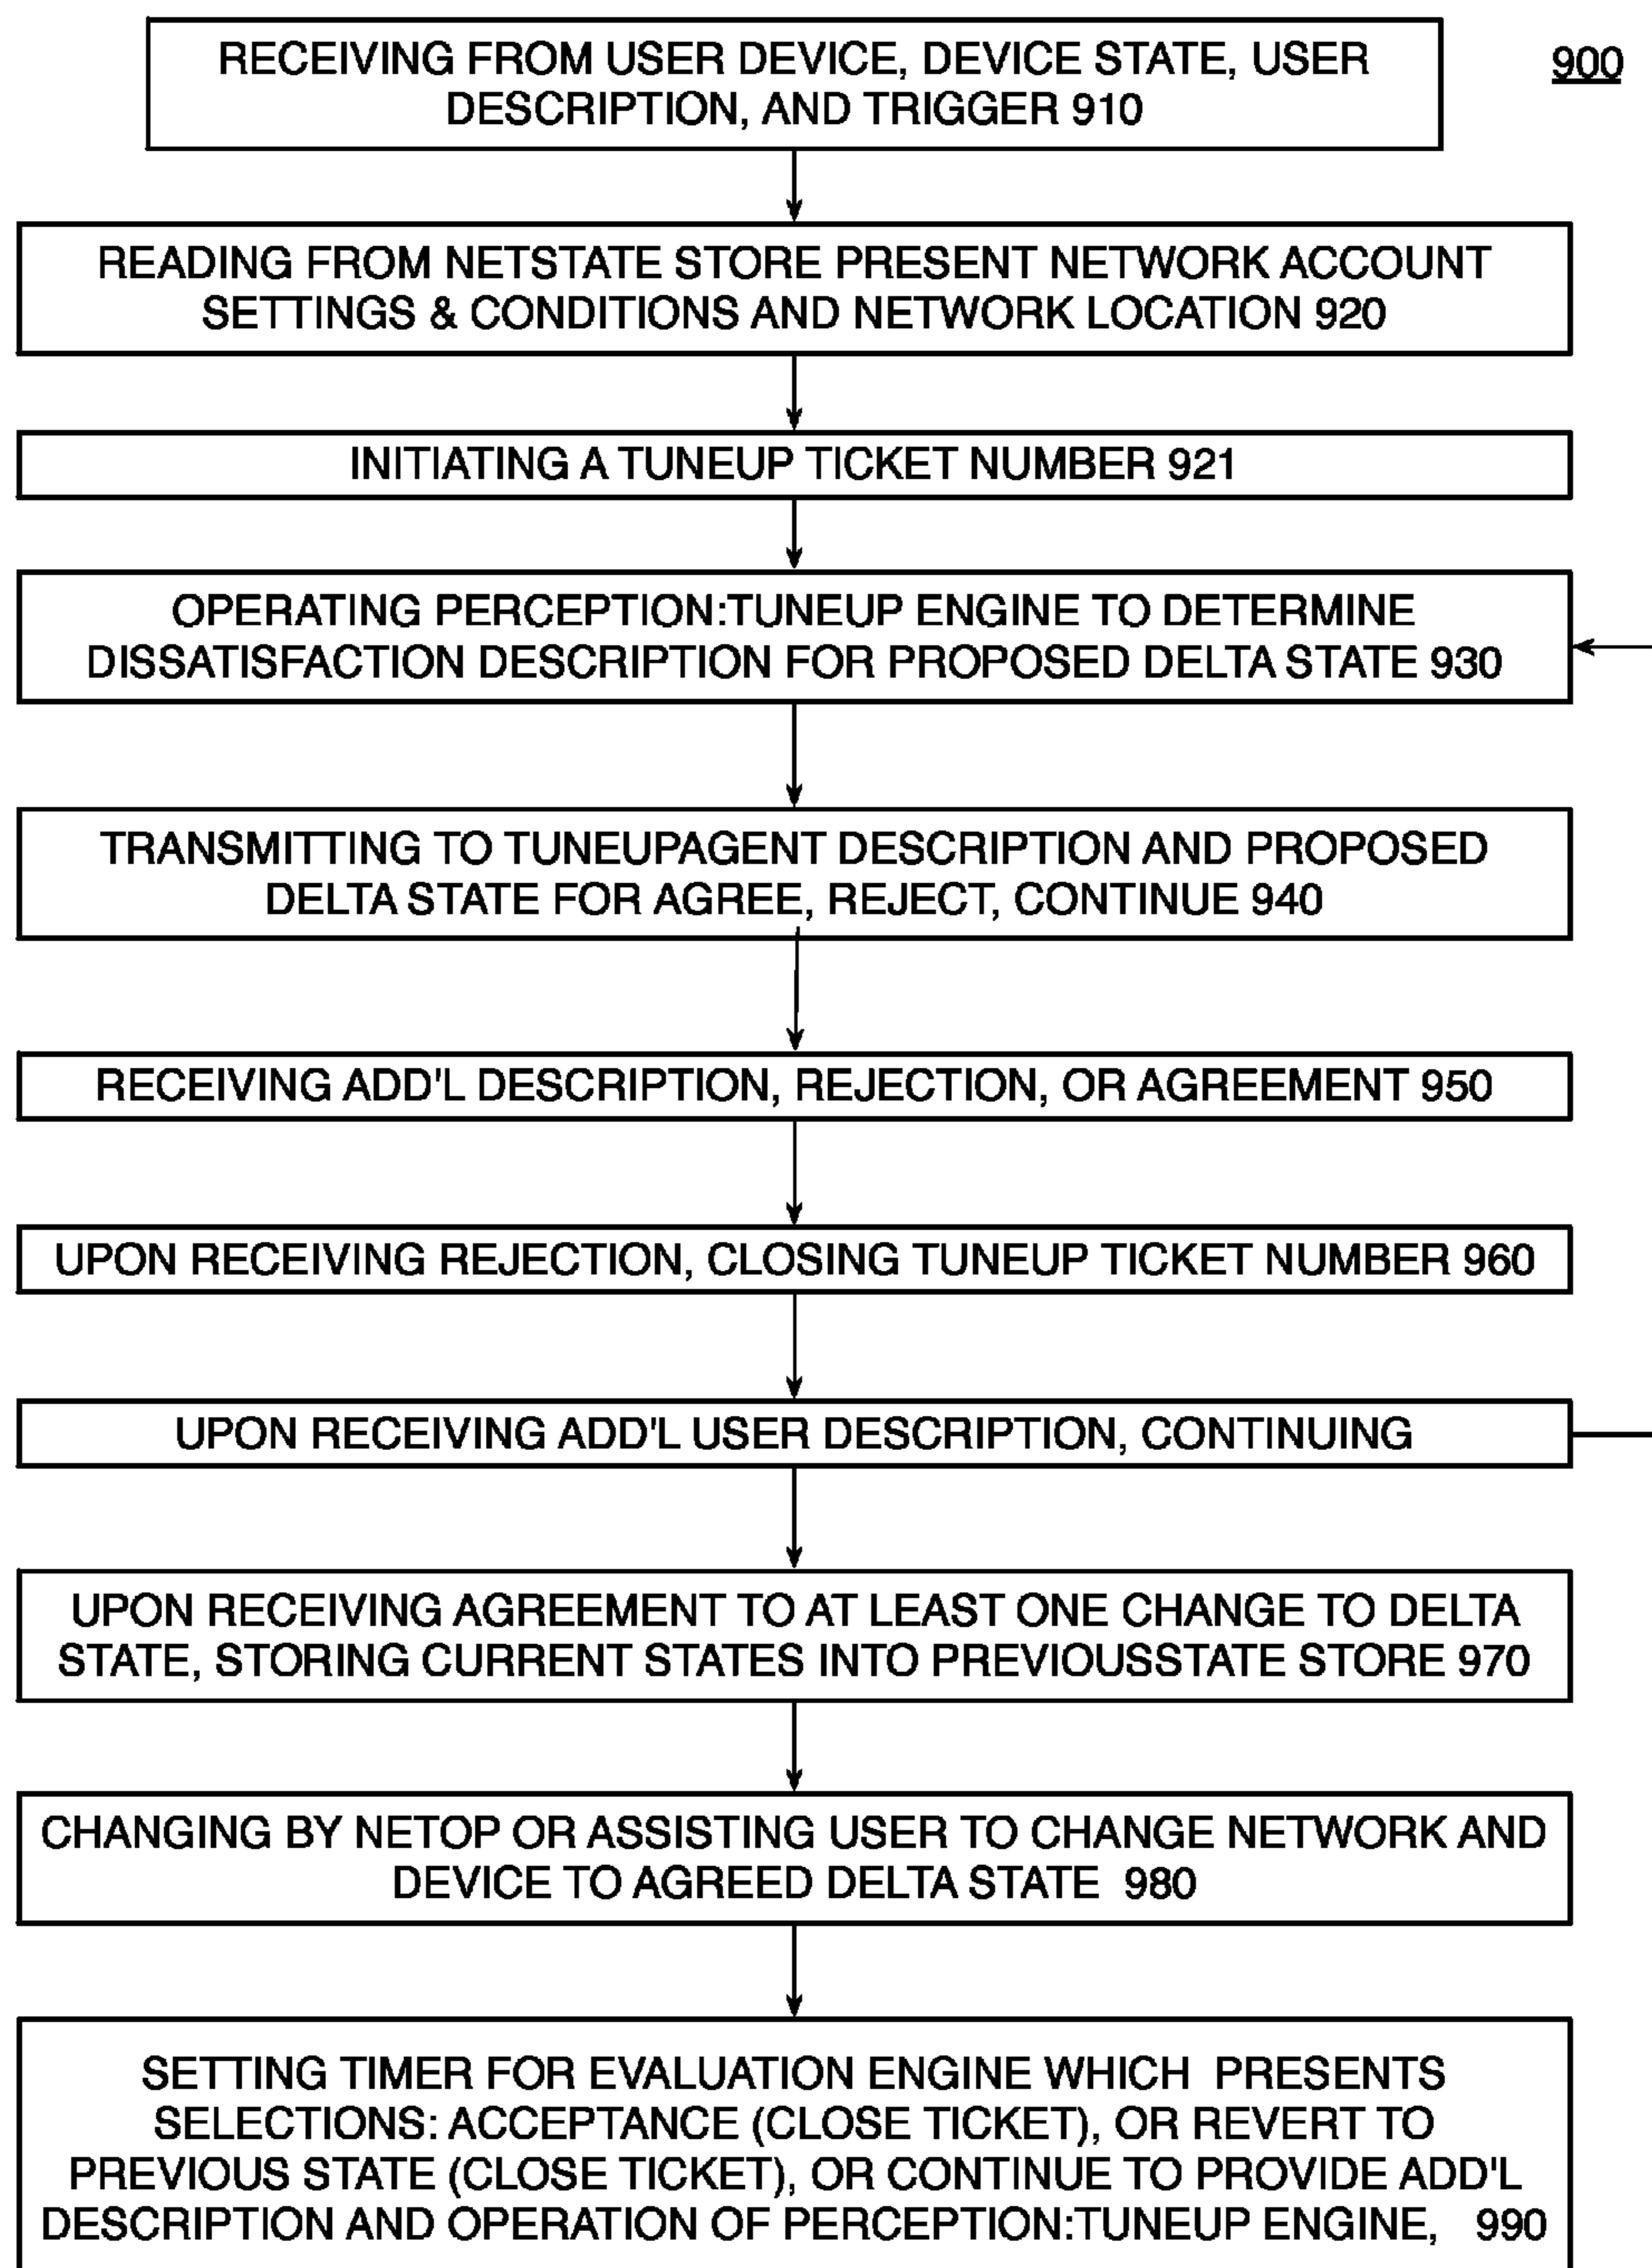 900
RECEIVING FROM USER DEVICE, DEVICE STATE, USER
DESCRIPTION, AND TRIGGER 910
READING FROM NETSTATE STORE PRESENT NETWORK ACCOUNT
SETTINGS & CONDITIONS AND NETWORK LOCATION 920
INITIATING A TUNEUP TICKET NUMBER 921
OPERATING PERCEPTION:TUNEUP ENGINE TO DETERMINE
DISSATISFACTION DESCRIPTION FOR PROPOSED DELTA STATE 930
TRANSMITTING TO TUNEUPAGENT DESCRIPTION AND PROPOSED
DELTA STATE FOR AGREE, REJECT, CONTINUE 940
RECEIVING ADD'L DESCRIPTION, REJECTION, OR AGREEMENT 950
UPON RECEIVING REJECTION, CLOSING TUNEUP TICKET NUMBER 960
UPON RECEIVING ADD'L USER DESCRIPTION, CONTINUING
UPON RECEIVING AGREEMENT TO AT LEAST ONE CHANGE TO DELTA
STATE, STORING CURRENT STATES INTO PREVIOUSSTATE STORE 970
CHANGING BY NETOP OR ASSISTING USER TO CHANGE NETWORK AND
DEVICE TO AGREED DELTA STATE 980
SETTING TIMER FOR EVALUATION ENGINE WHICH PRESENTS
SELECTIONS: ACCEPTANCE (CLOSE TICKET), OR REVERT TO
PREVIOUS STATE (CLOSE TICKET), OR CONTINUE TO PROVIDE ADD'L
DESCRIPTION AND OPERATION OF PERCEPTION:TUNEUP ENGINE, 990